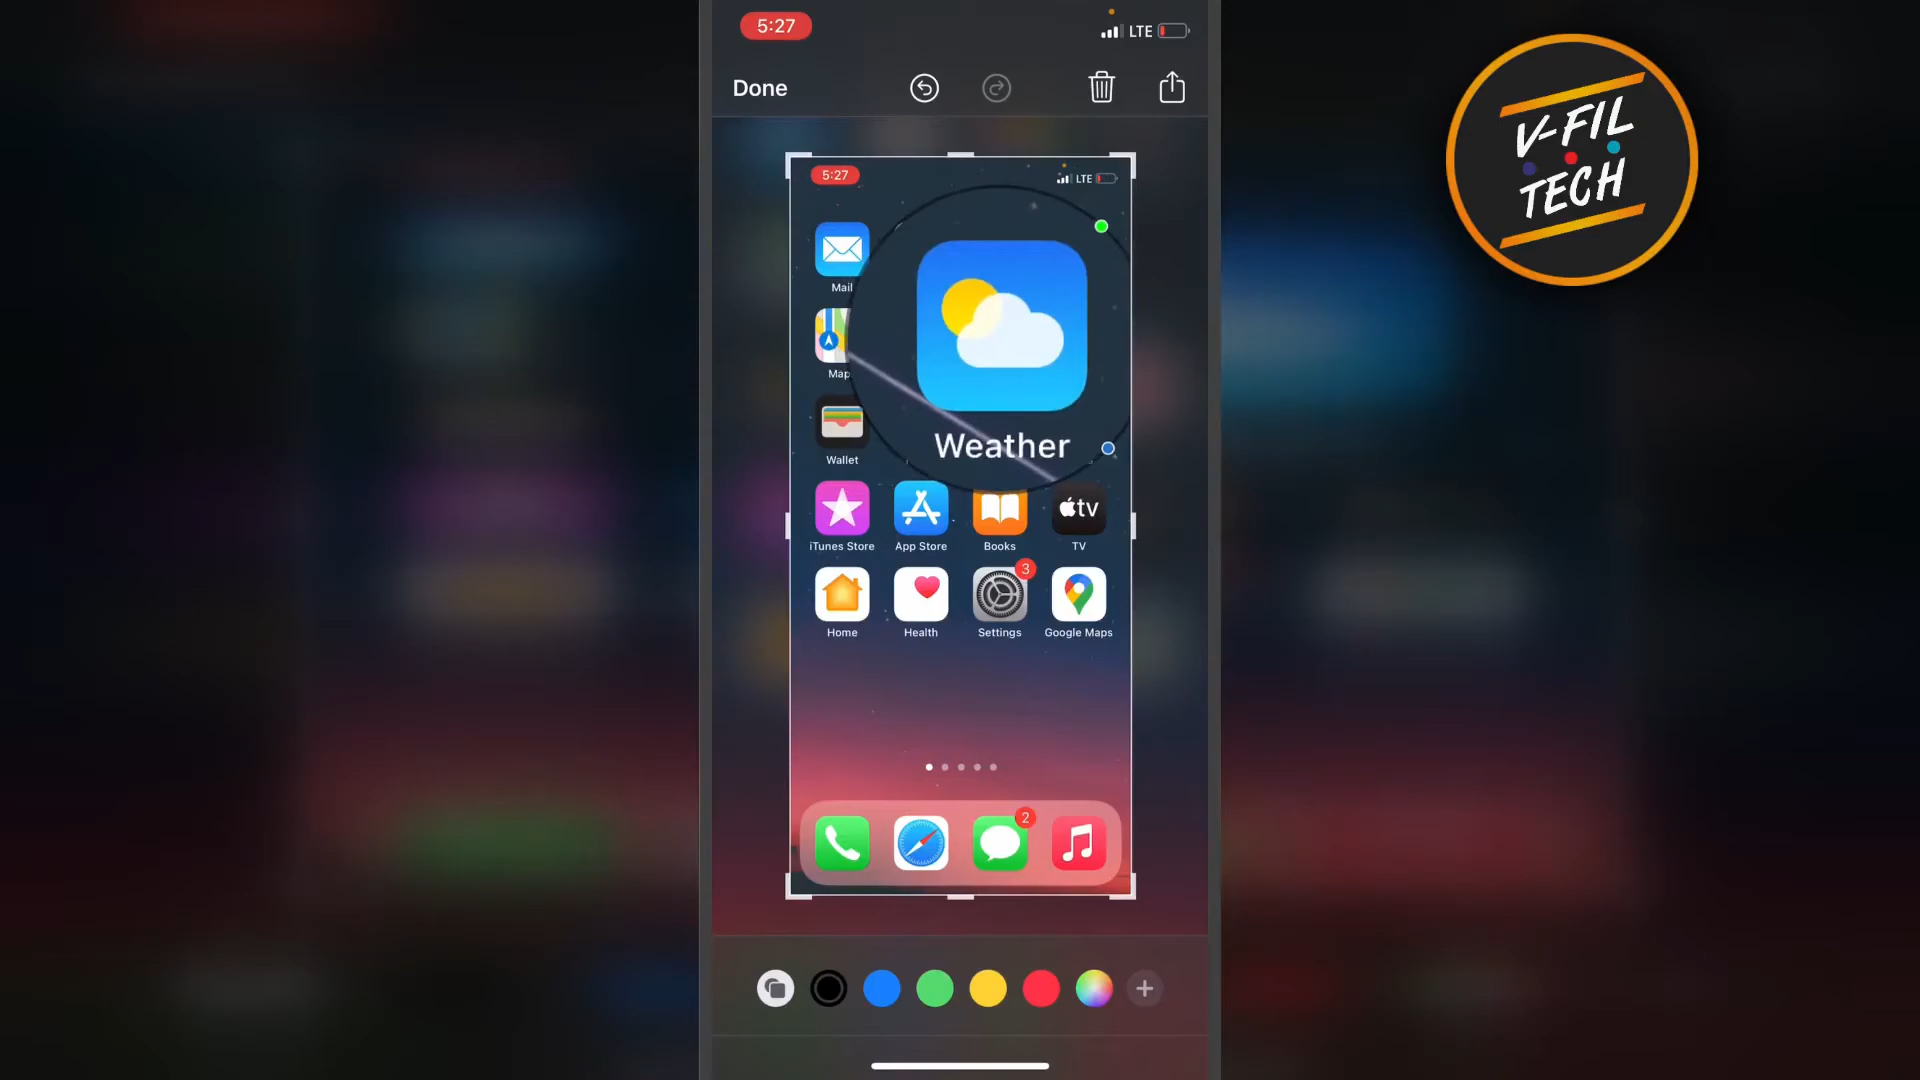 5:27
LTE
Done
V-FIL
TECH
5:27
LTE
Mail
Map
Weather
Wallet
iTunes Store
App Store
Books
tv
TV
3
Home
Health
Settings
Google Maps
2